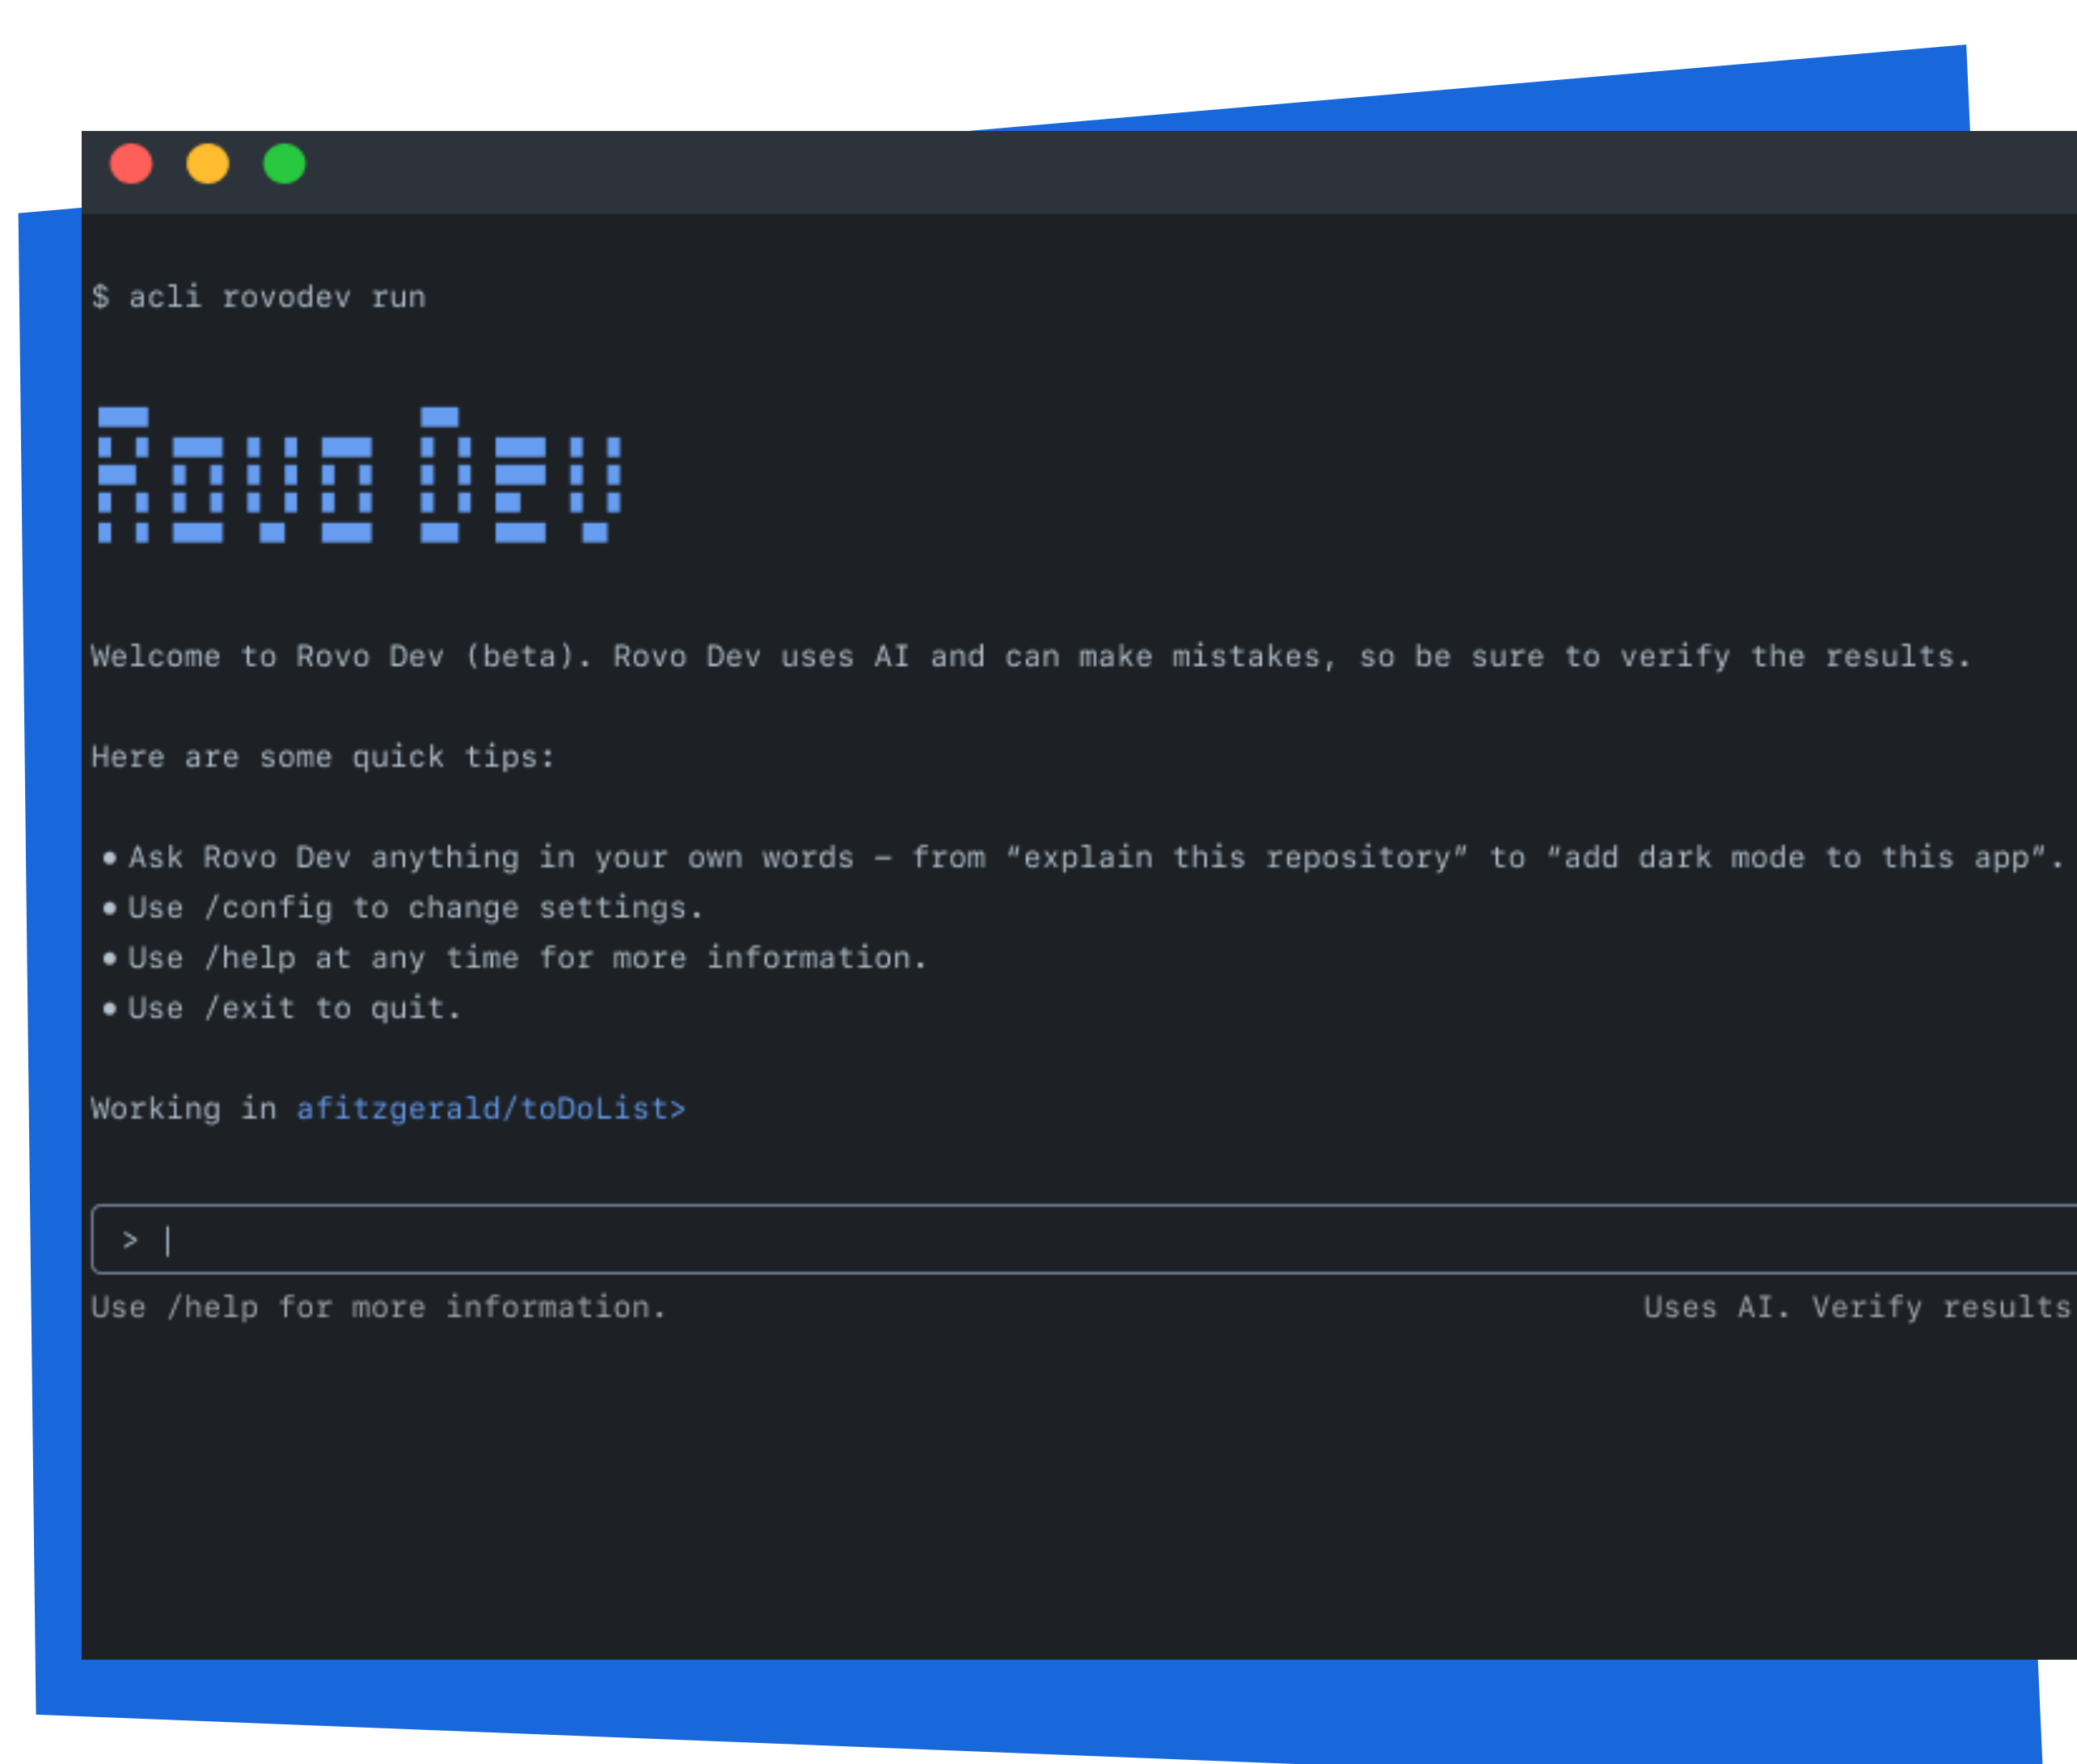 $ acli rovodev run
Rovo Dev
Welcome to Rovo Dev (beta). Rovo Dev uses AI and can make mistakes, so be sure to verify the results.
Here are some quick tips:
• Ask Rovo Dev anything in your own words – from “explain this repository” to “add dark mode to this app”.
• Use /config to change settings.
• Use /help at any time for more information.
• Use /exit to quit.
Working in afitzgerald/toDoList>
> |
Use /help for more information. Uses AI. Verify results